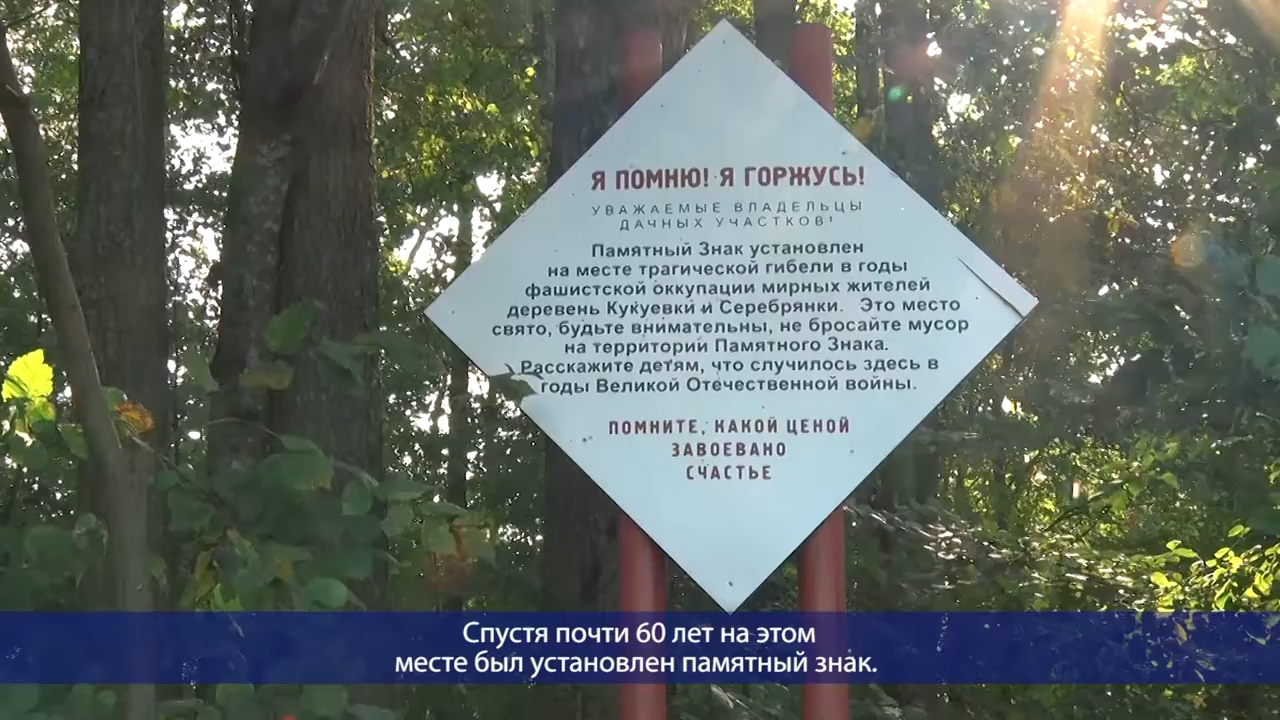 Я ПОМНЮ! Я ГОРЖУСЬ!
УВАЖАЕМЫЕ ВЛАДЕЛЬЦЫ
ДАЧНЫХ УЧАСТКОВ!
Памятный Знак установлен
на месте трагической гибели в годы
фашистской оккупации мирных жителей
деревень Кукуевки и Серебрянки. Это место
свято, будьте внимательны, не бросайте мусор
на территории Памятного Знака.
Расскажите детям, что случилось здесь в
годы Великой Отечественной войны.
ПОМНИТЕ, КАКОЙ ЦЕНОЙ
ЗАВОЕВАНО
СЧАСТЬЕ
Спустя почти 60 лет на этом
месте был установлен памятный знак.